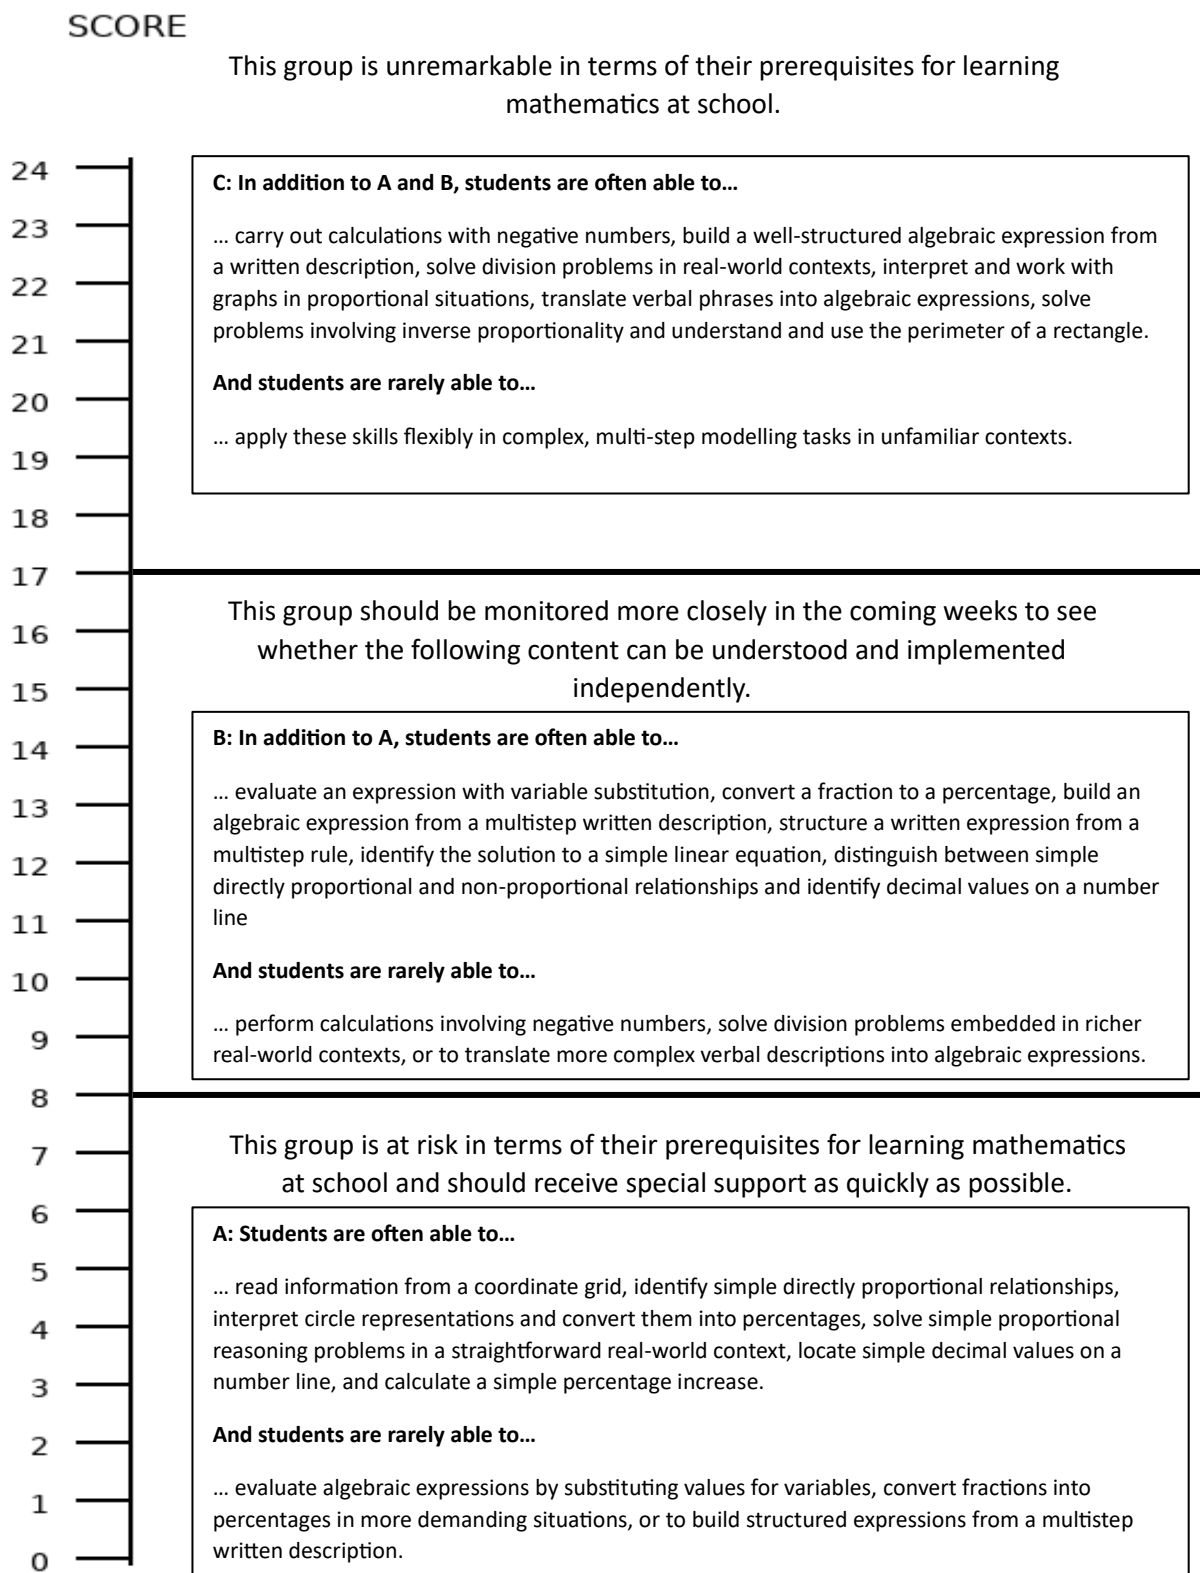 SCORE
This group is unremarkable in terms of their prerequisites for learning
mathematics at school.
24
23
22
21
20
19
18
17
16
15
14
13
12
11
10
9
8
7
6
5
4
3
2
1
0
C: In addition to A and B, students are often able to...
... carry out calculations with negative numbers, build a well-structured algebraic expression from
a written description, solve division problems in real-world contexts, interpret and work with
graphs in proportional situations, translate verbal phrases into algebraic expressions, solve
problems involving inverse proportionality and understand and use the perimeter of a rectangle.
And students are rarely able to...
... apply these skills flexibly in complex, multi-step modelling tasks in unfamiliar contexts.
This group should be monitored more closely in the coming weeks to see
whether the following content can be understood and implemented
independently.
B: In addition to A, students are often able to...
... evaluate an expression with variable substitution, convert a fraction to a percentage, build an
algebraic expression from a multistep written description, structure a written expression from a
multistep rule, identify the solution to a simple linear equation, distinguish between simple
directly proportional and non-proportional relationships and identify decimal values on a number
line
And students are rarely able to...
... perform calculations involving negative numbers, solve division problems embedded in richer
real-world contexts, or to translate more complex verbal descriptions into algebraic expressions.
This group is at risk in terms of their prerequisites for learning mathematics
at school and should receive special support as quickly as possible.
A: Students are often able to...
... read information from a coordinate grid, identify simple directly proportional relationships,
interpret circle representations and convert them into percentages, solve simple proportional
reasoning problems in a straightforward real-world context, locate simple decimal values on a
number line, and calculate a simple percentage increase.
And students are rarely able to...
... evaluate algebraic expressions by substituting values for variables, convert fractions into
percentages in more demanding situations, or to build structured expressions from a multistep
written description.